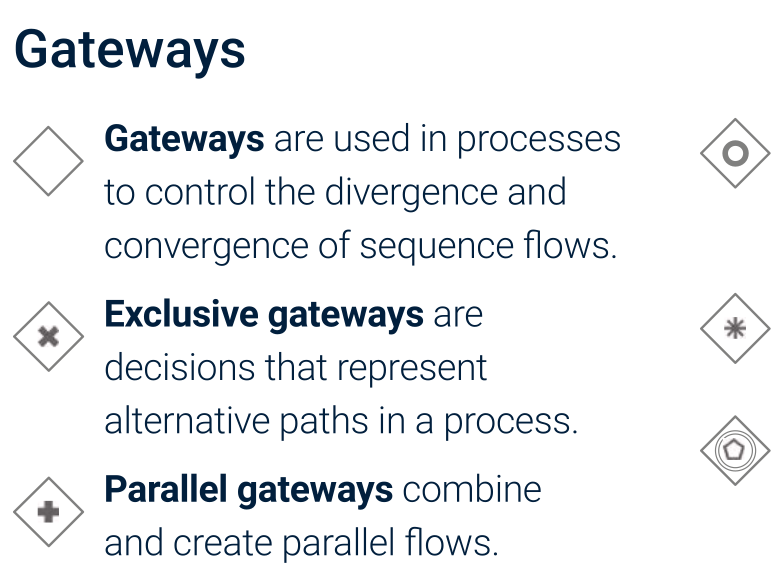 Gateways
Gateways are used in processes
to control the divergence and
convergence of sequence flows.
Exclusive gateways are
decisions that represent
alternative paths in a process.
Parallel gateways combine
and create parallel flows.